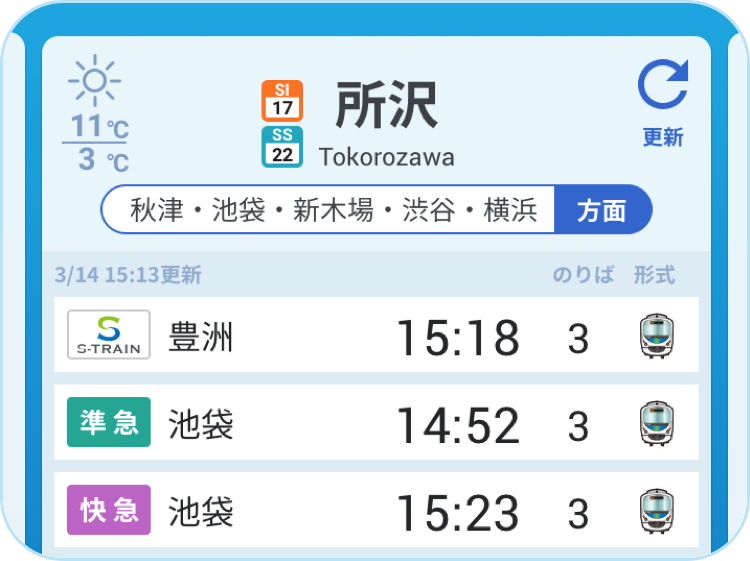 11℃
3 ℃
SI
17
SS
22
所沢
Tokorozawa
更新
秋津・池袋・新木場・渋谷・横浜 方面
3/14 15:13更新 のりば 形式
S-TRAIN 豊洲 15:18 3
準急 池袋 14:52 3
快急 池袋 15:23 3